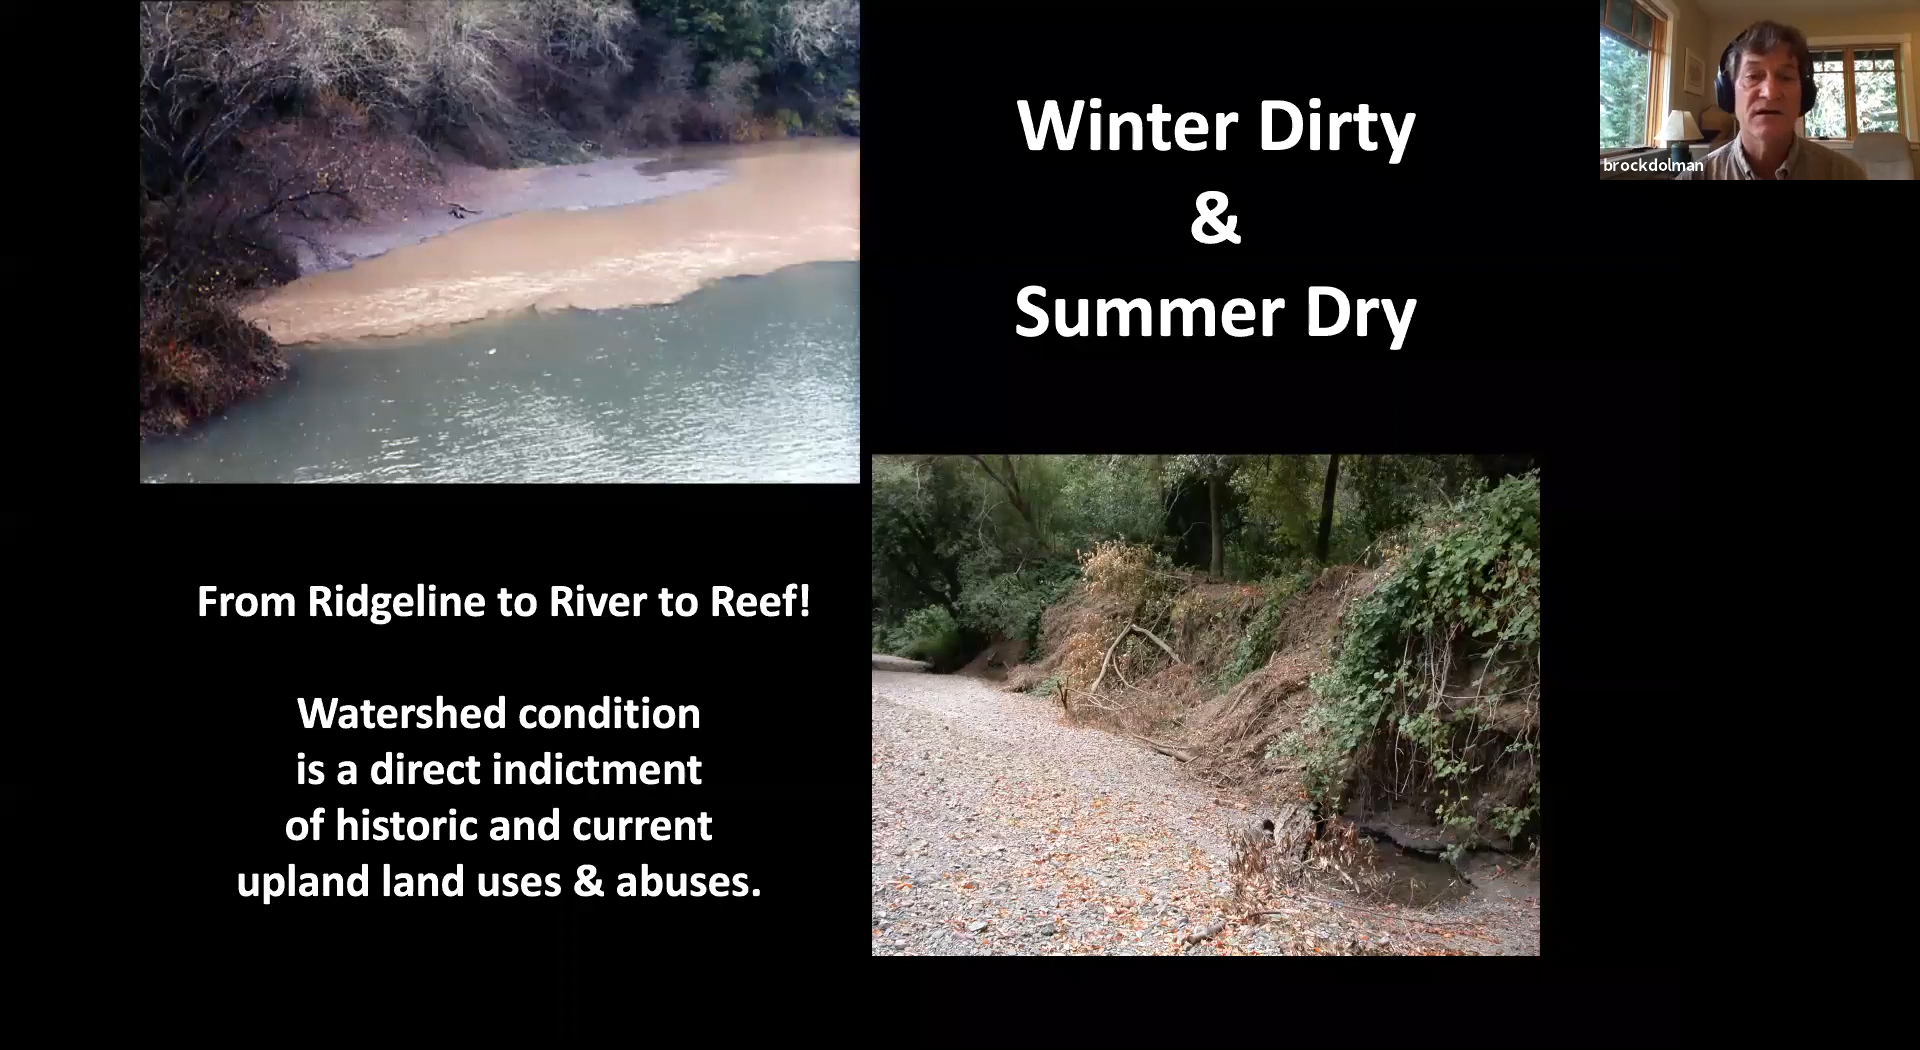 Winter Dirty
&
Summer Dry
brockdolman
From Ridgeline to River to Reef!
Watershed condition
is a direct indictment
of historic and current
upland land uses & abuses.